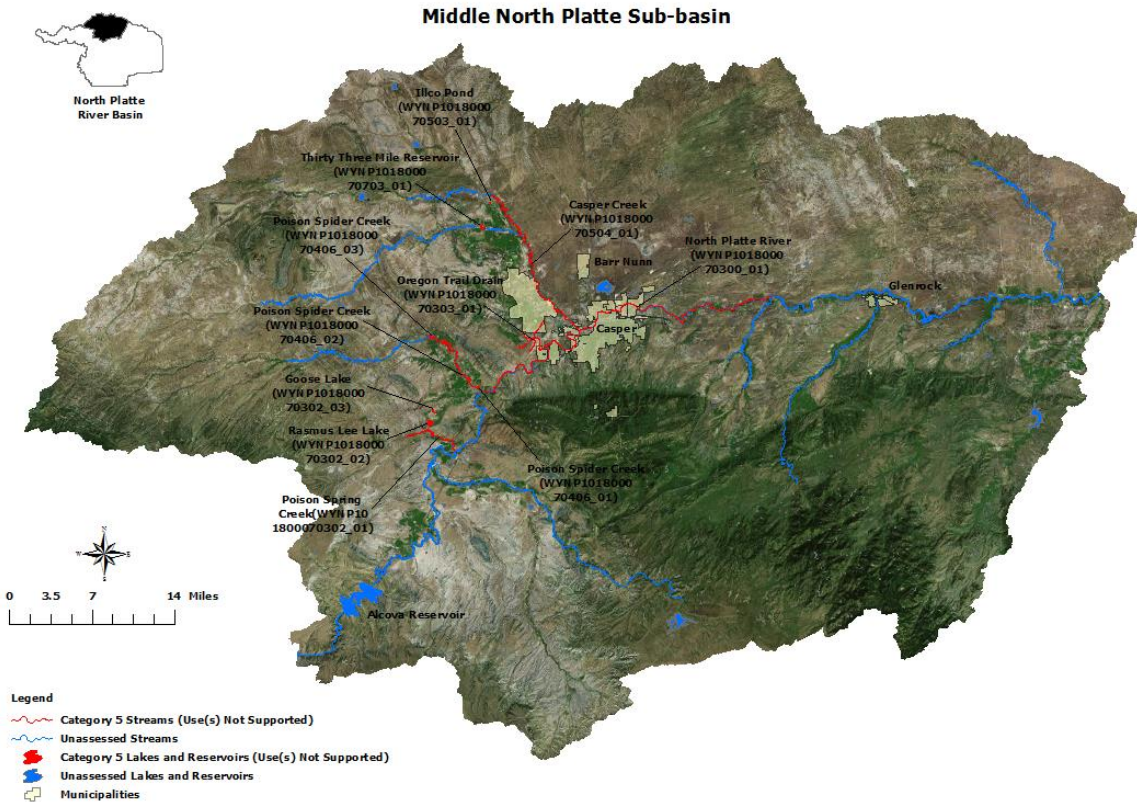 Middle North Platte Sub-basin
North Platte
River Basin
Illco Pond
(WYNP1018000
70503_01)
Thirty Three Mile Reservoir
(WYNP1018000
70703_01)
Poison Spider Creek
(WYNP1018000
70406_03)
Casper Creek
(WYNP1018000
70504_01)
North Platte River
(WYNP1018000
70300_01)
Barr Nunn
Oregon Trail Drain
(WYNP1018000
70303_01)
Glenrock
Poison Spider Creek
(WYNP1018000
70406_02)
Casper
Goose Lake
(WYNP1018000
70302_03)
Rasmus Lee Lake
(WYNP1018000
70302_02)
Poison Spider Creek
(WYNP1018000
70406_01)
Poison Spring
Creek(WYNP10
180007​0302_01)
N
W
E
S
0 3.5 7 14 Miles
Alcova Reservoir
Legend
Category 5 Streams (Use(s) Not Supported)
Unassessed Streams
Category 5 Lakes and Reservoirs (Use(s) Not Supported)
Unassessed Lakes and Reservoirs
Municipalities